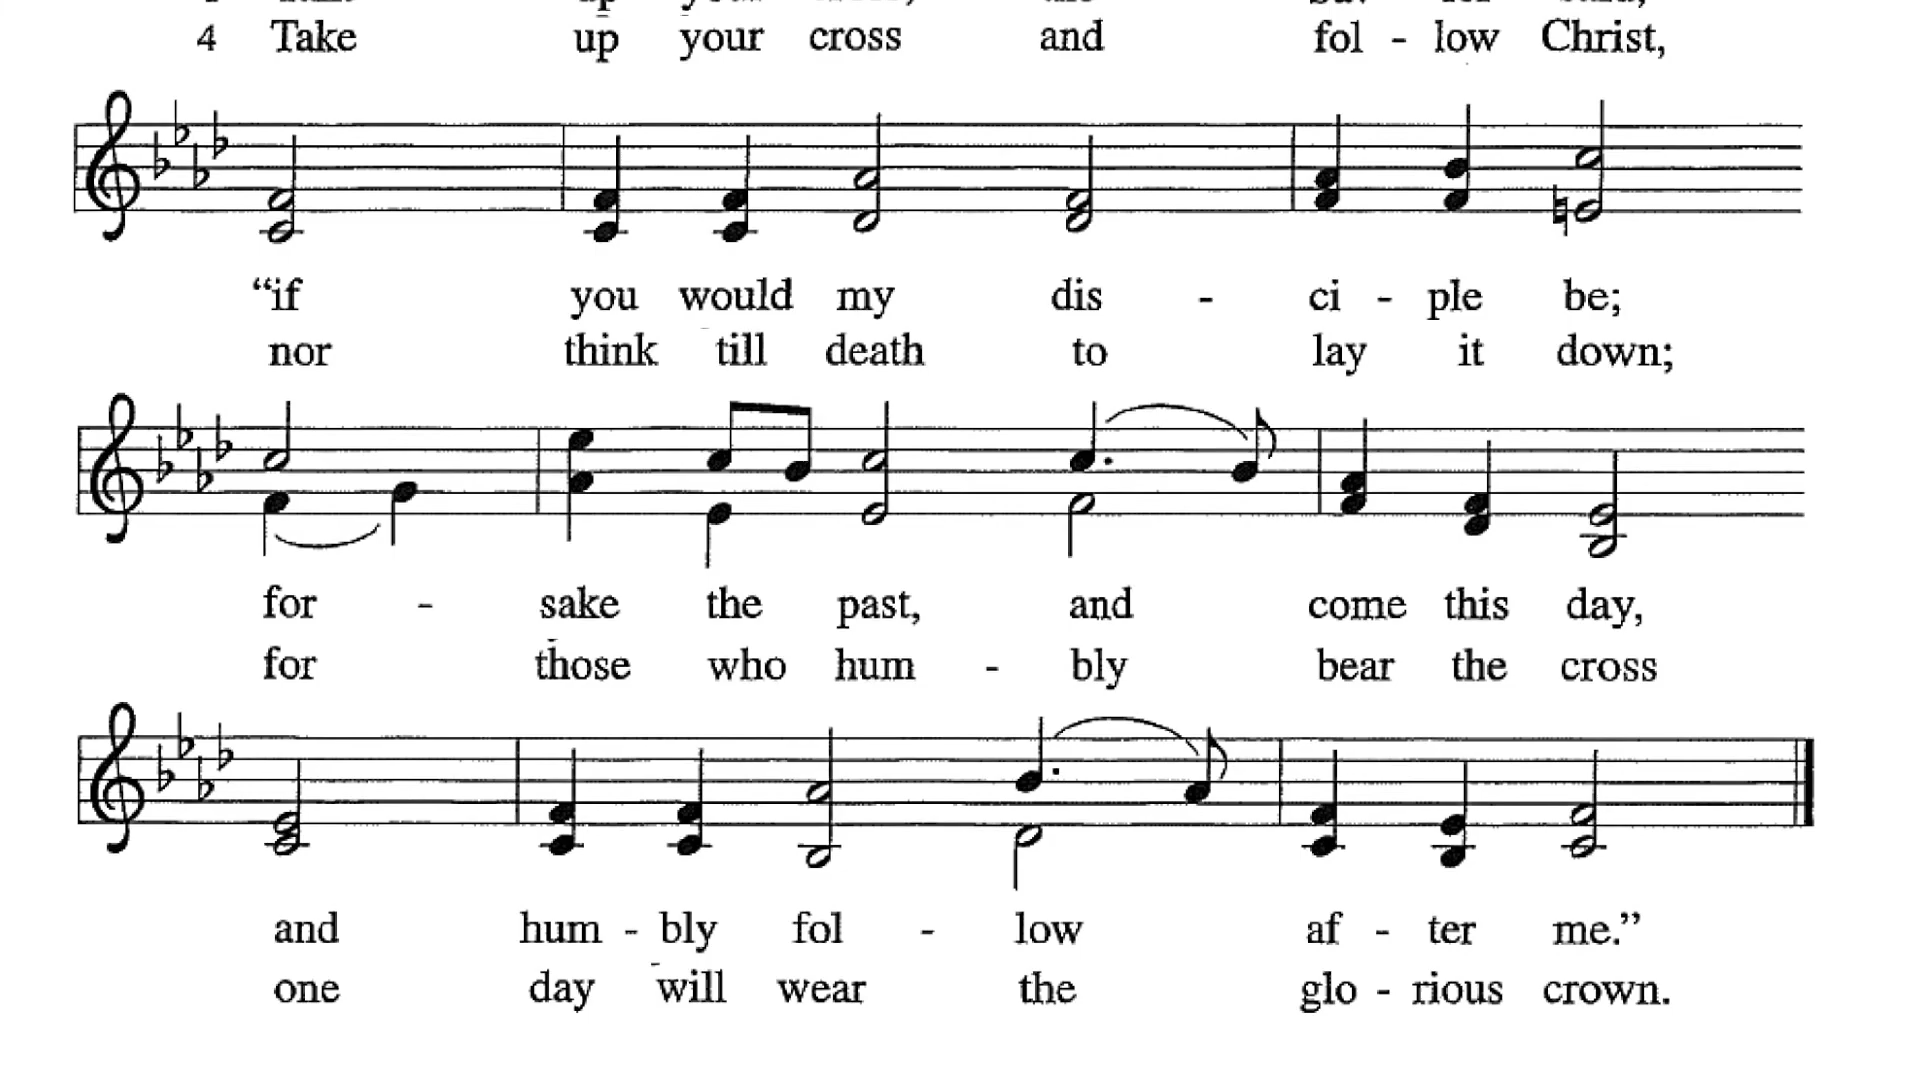 4 Take up your cross and fol - low Christ,
“if you would my dis - ci - ple be;
nor think till death to lay it down;
for - sake the past, and come this day,
for those who hum - bly bear the cross
and hum - bly fol - low af - ter me.”
one day will wear the glo - rious crown.